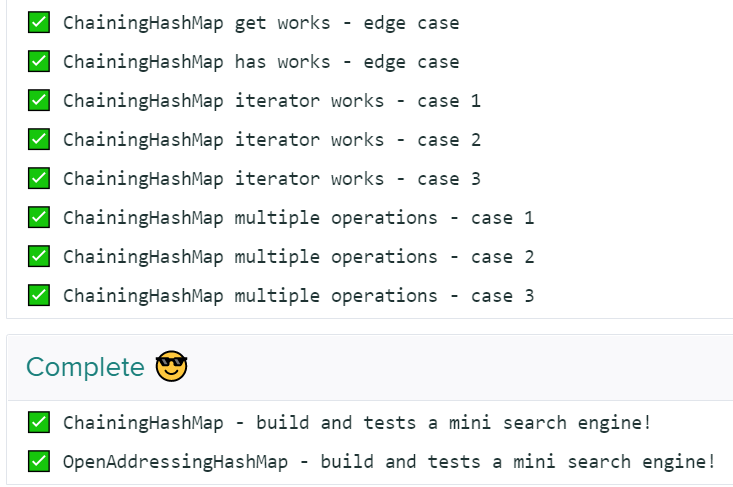 ChainingHashMap get works - edge case
ChainingHashMap has works - edge case
ChainingHashMap iterator works - case 1
ChainingHashMap iterator works - case 2
ChainingHashMap iterator works - case 3
ChainingHashMap multiple operations - case 1
ChainingHashMap multiple operations - case 2
ChainingHashMap multiple operations - case 3
Complete 😎
ChainingHashMap - build and tests a mini search engine!
OpenAddressingHashMap - build and tests a mini search engine!